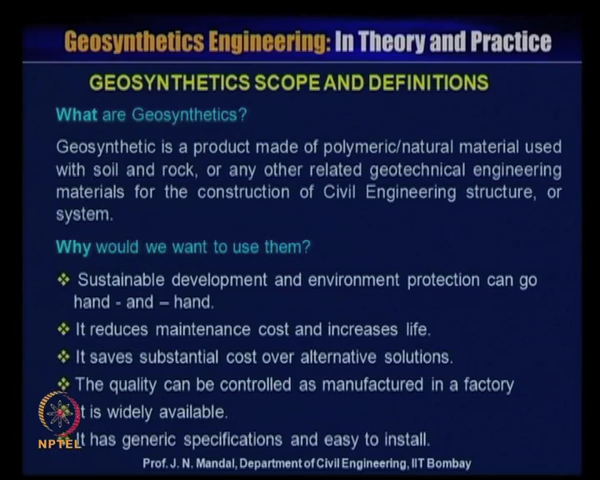 Geosynthetics Engineering: In Theory and Practice
GEOSYNTHETICS SCOPE AND DEFINITIONS
What are Geosynthetics?
Geosynthetic is a product made of polymeric/natural material used
with soil and rock, or any other related geotechnical engineering
materials for the construction of Civil Engineering structure, or
system.
Why would we want to use them?
❖ Sustainable development and environment protection can go
hand - and – hand.
❖ It reduces maintenance cost and increases life.
❖ It saves substantial cost over alternative solutions.
❖ The quality can be controlled as manufactured in a factory
❖ It is widely available.
❖ It has generic specifications and easy to install.
NPTEL
Prof. J. N. Mandal, Department of Civil Engineering, IIT Bombay